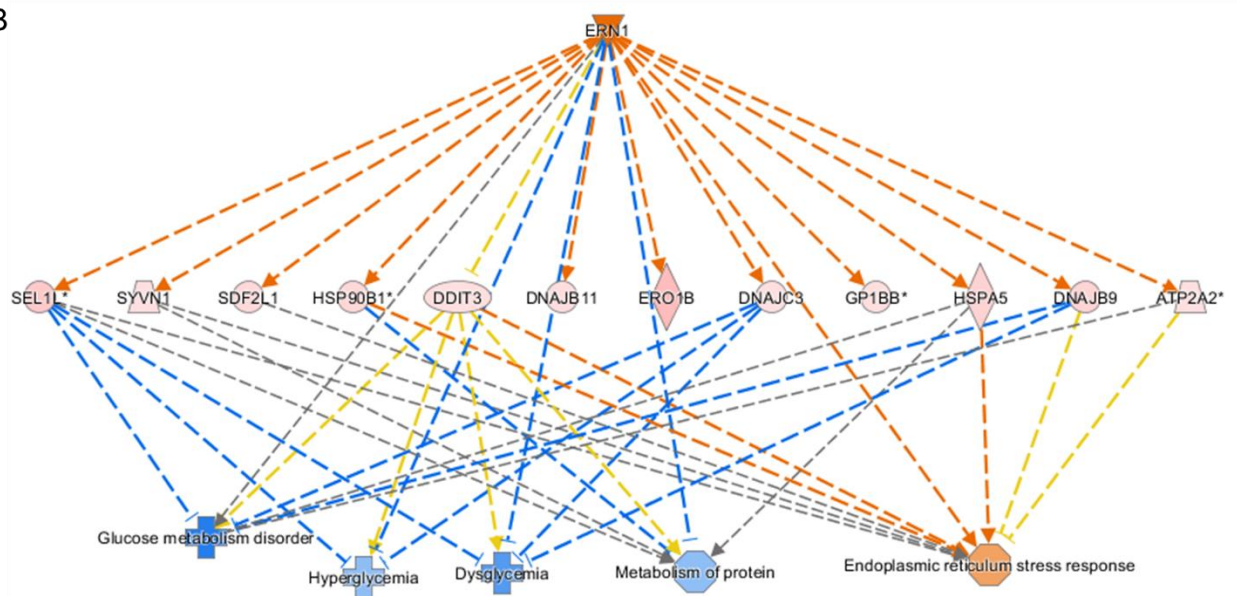 B
ERN1
SEL1L* SYVN1 SDF2L1 HSP90B1* DDIT3 DNAJB11 ERO1B DNAJC3 GP1BB* HSPA5 DNAJB9 ATP2A2*
Glucose metabolism disorder
Hyperglycemia
Dysglycemia
Metabolism of protein
Endoplasmic reticulum stress response